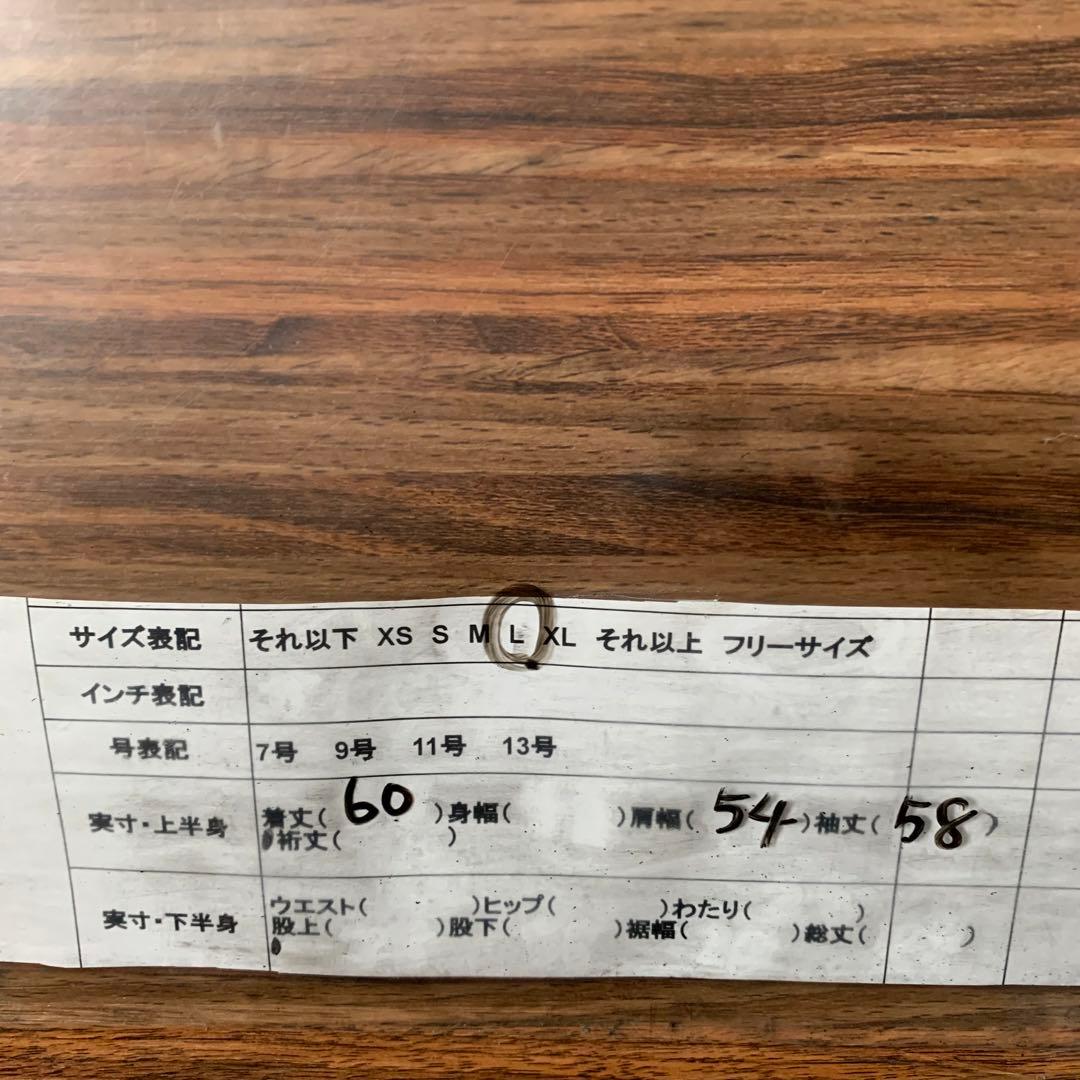 サイズ表記 それ以下 XS S M L XL それ以上 フリーサイズ
インチ表記
号表記 7号 9号 11号 13号
実寸・上半身 着丈( 60 )身幅( )肩幅( 54 )袖丈( 58 )
裄丈( )
実寸・下半身 ウエスト( )ヒップ( )わたり( )
股上( )股下( )裾幅( )総丈( )